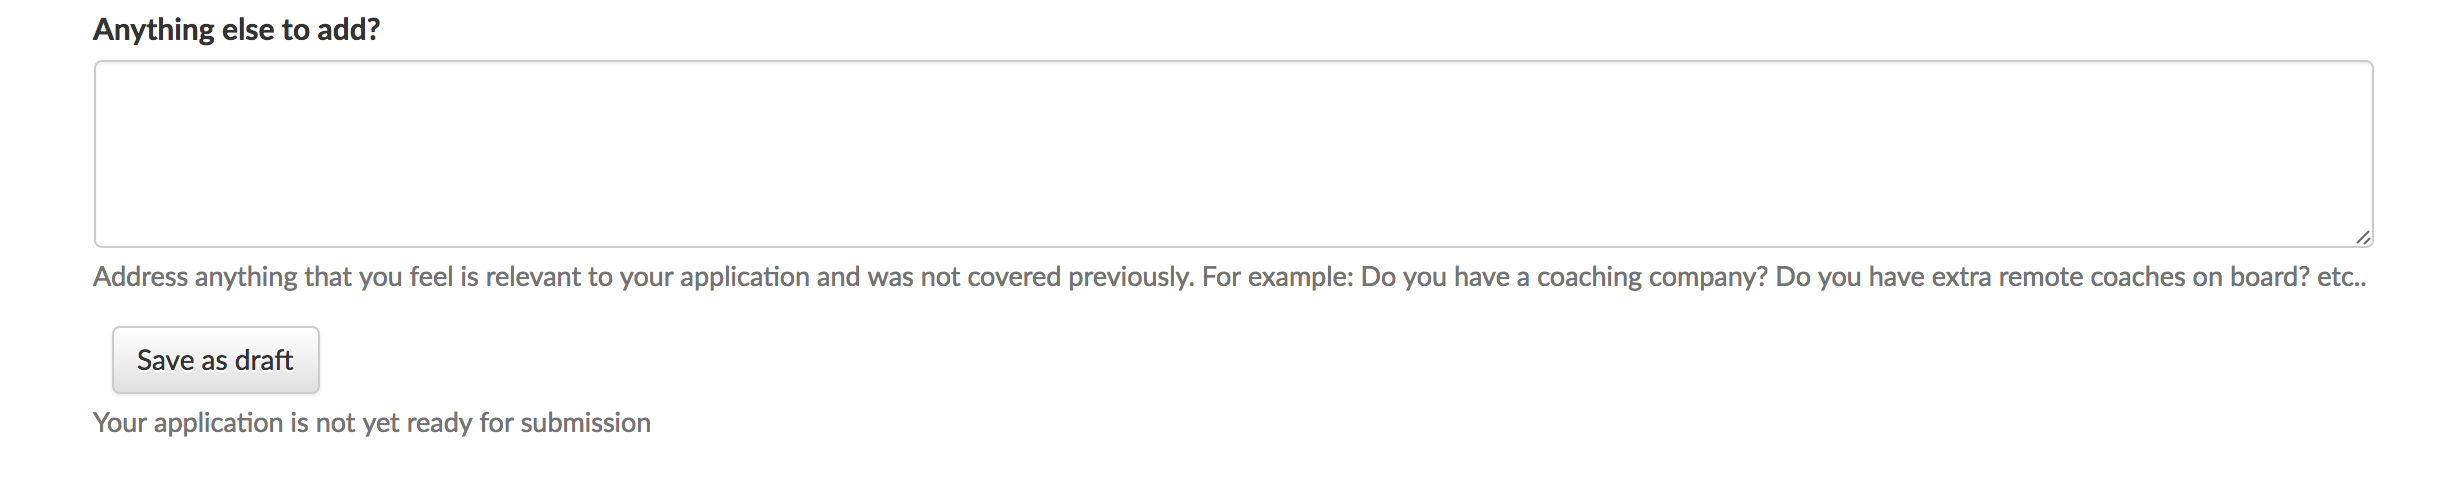 Anything else to add?
Address anything that you feel is relevant to your application and was not covered previously. For example: Do you have a coaching company? Do you have extra remote coaches on board? etc..
Save as draft
Your application is not yet ready for submission